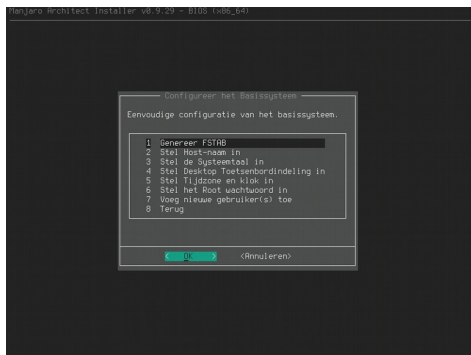 Manjaro Architect Installer v0.9.29 - BIOS (x86_64)
Configureer het Basissysteem
Eenvoudige configuratie van het basissysteem.
1 Genereer FSTAB
2 Stel Host-naam in
3 Stel de Systeemtaal in
4 Stel Desktop Toetsenbordindeling in
5 Stel Tijdzone en klok in
6 Stel het Root wachtwoord in
7 Voeg nieuwe gebruiker(s) toe
8 Terug
< OK > <Annuleren>